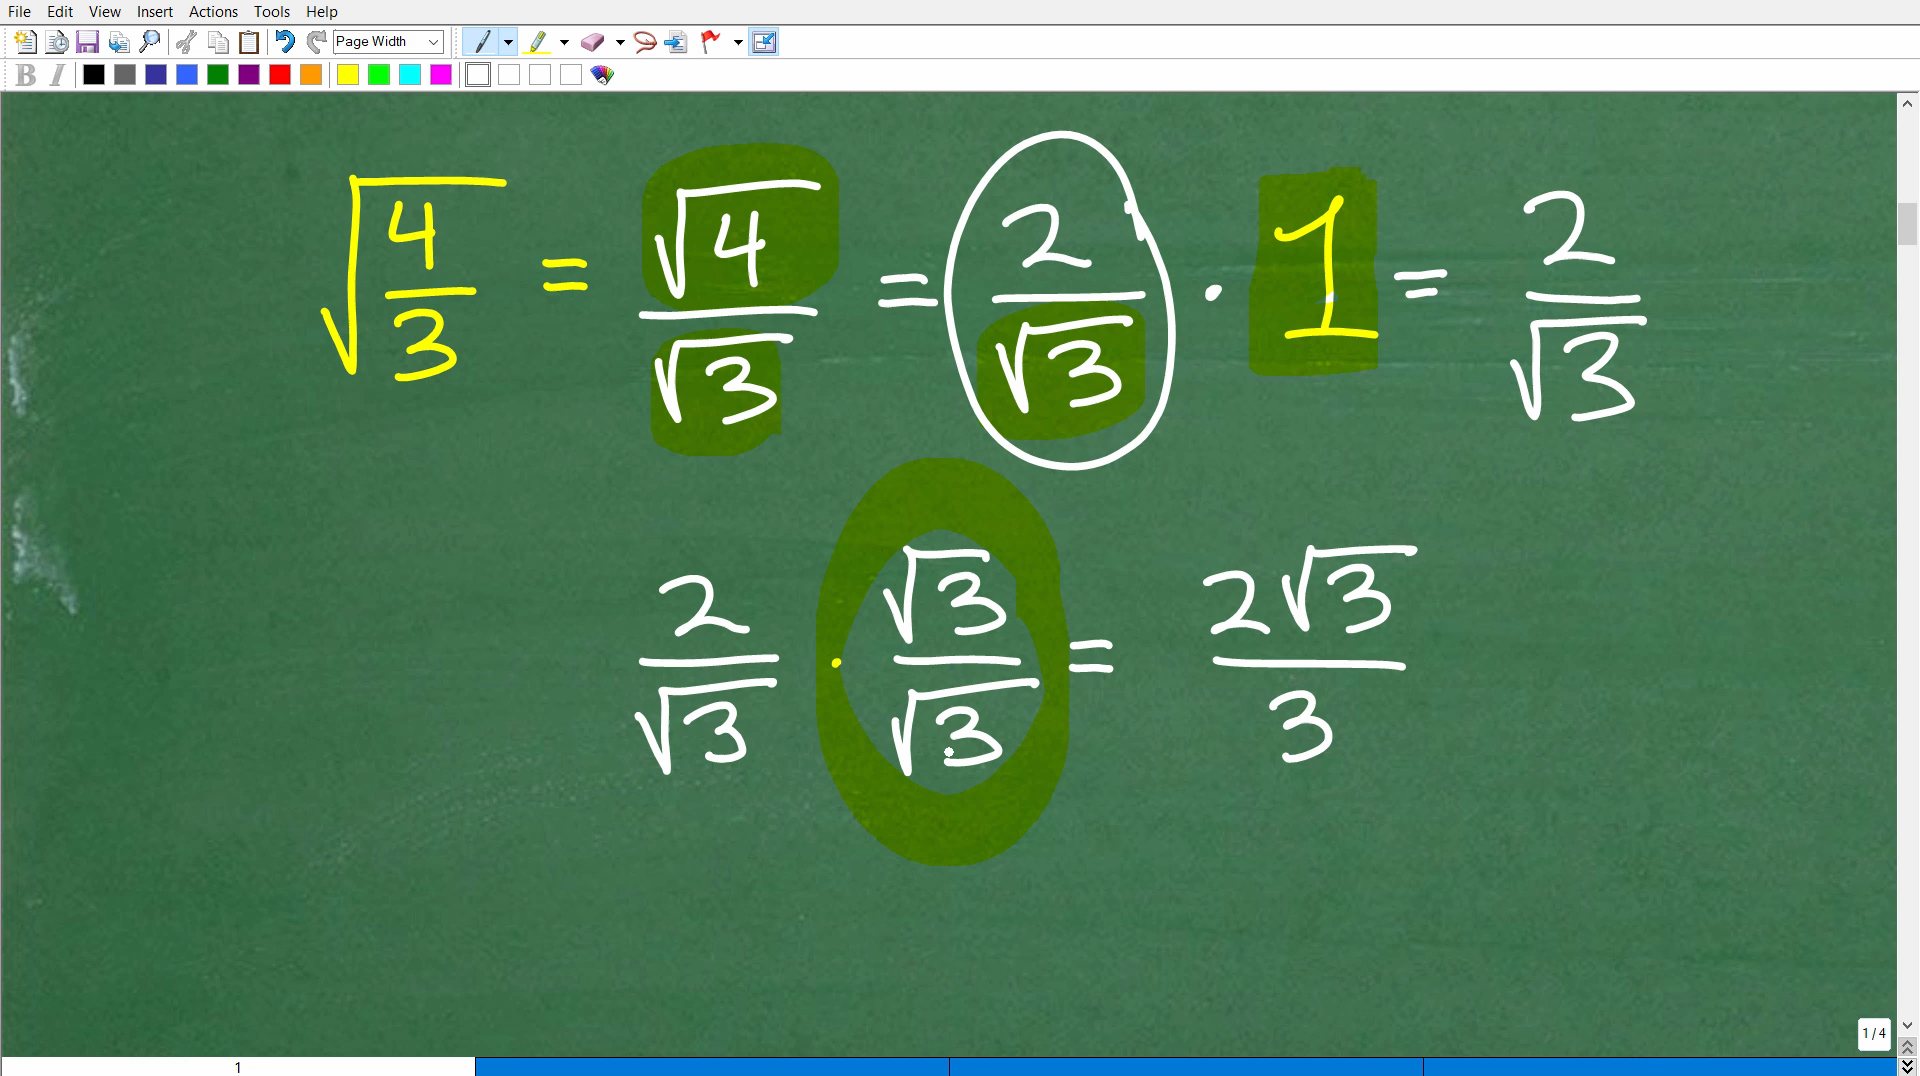 File Edit View Insert Actions Tools Help
Page Width
B I
√(4/3) = √4/√3 = 2/√3 · 1 = 2/√3
2/√3 · √3/√3 = 2√3/3
1/4
1